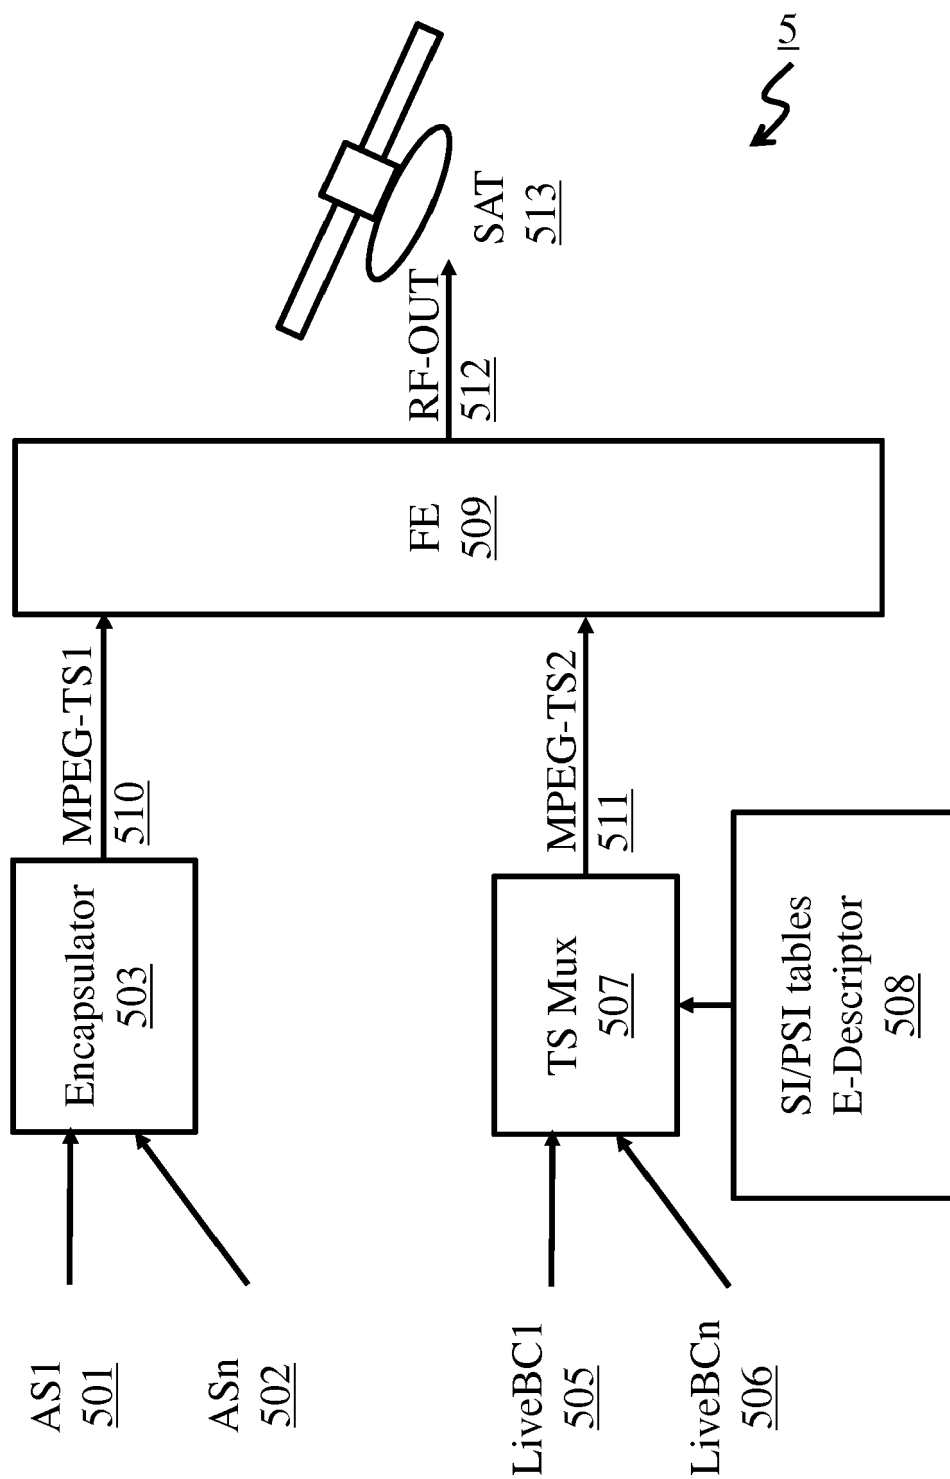 AS1
501
ASn
502
LiveBC1
505
LiveBCn
506
Encapsulator
503
TS Mux
507
SI/PSI tables
E-Descriptor
508
MPEG-TS1
510
MPEG-TS2
511
FE
509
RF-OUT
512
SAT
513
5